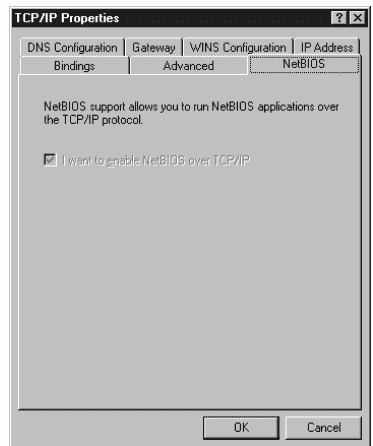 TCP/IP Properties
DNS Configuration Gateway WINS Configuration IP Address
Bindings Advanced NetBIOS
NetBIOS support allows you to run NetBIOS applications over
the TCP/IP protocol.
I want to enable NetBIOS over TCP/IP
OK Cancel